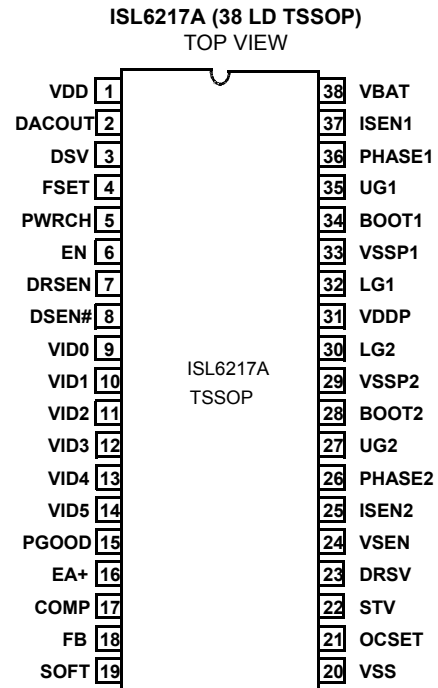 ISL6217A (38 LD TSSOP)
TOP VIEW
VDD 1 38 VBAT
DACOUT 2 37 ISEN1
DSV 3 36 PHASE1
FSET 4 35 UG1
PWRCH 5 34 BOOT1
EN 6 33 VSSP1
DRSEN 7 32 LG1
DSEN# 8 31 VDDP
VID0 9 30 LG2
VID1 10 29 VSSP2
VID2 11 28 BOOT2
VID3 12 27 UG2
VID4 13 26 PHASE2
VID5 14 25 ISEN2
PGOOD 15 24 VSEN
EA+ 16 23 DRSV
COMP 17 22 STV
FB 18 21 OCSET
SOFT 19 20 VSS
ISL6217A
TSSOP